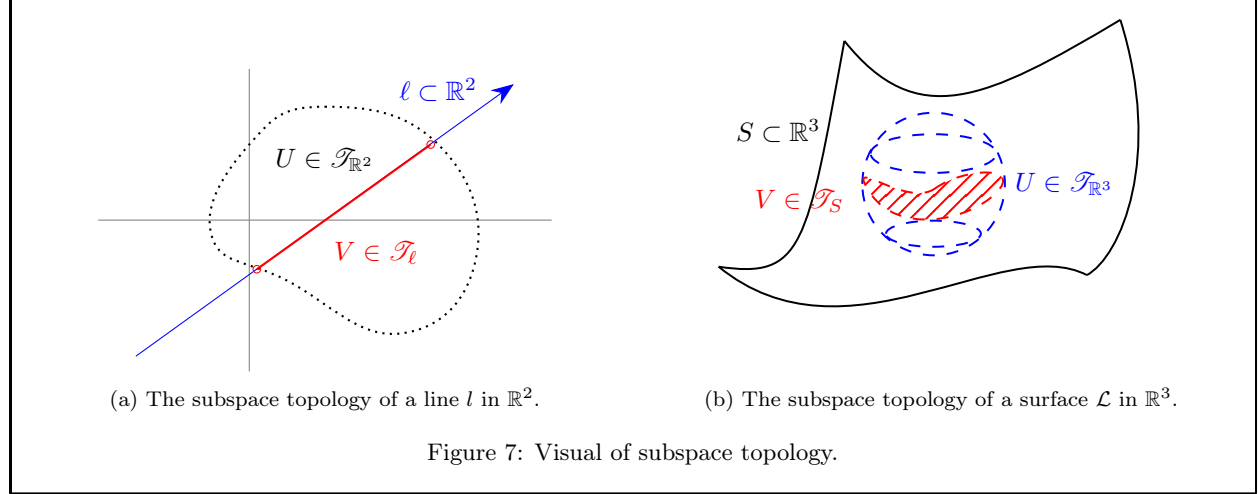 ℓ ⊂ ℝ²
U ∈ 𝒯_ℝ²
V ∈ 𝒯_ℓ
S ⊂ ℝ³
V ∈ 𝒯_S
U ∈ 𝒯_ℝ³
(a) The subspace topology of a line l in ℝ².
(b) The subspace topology of a surface ℒ in ℝ³.
Figure 7: Visual of subspace topology.